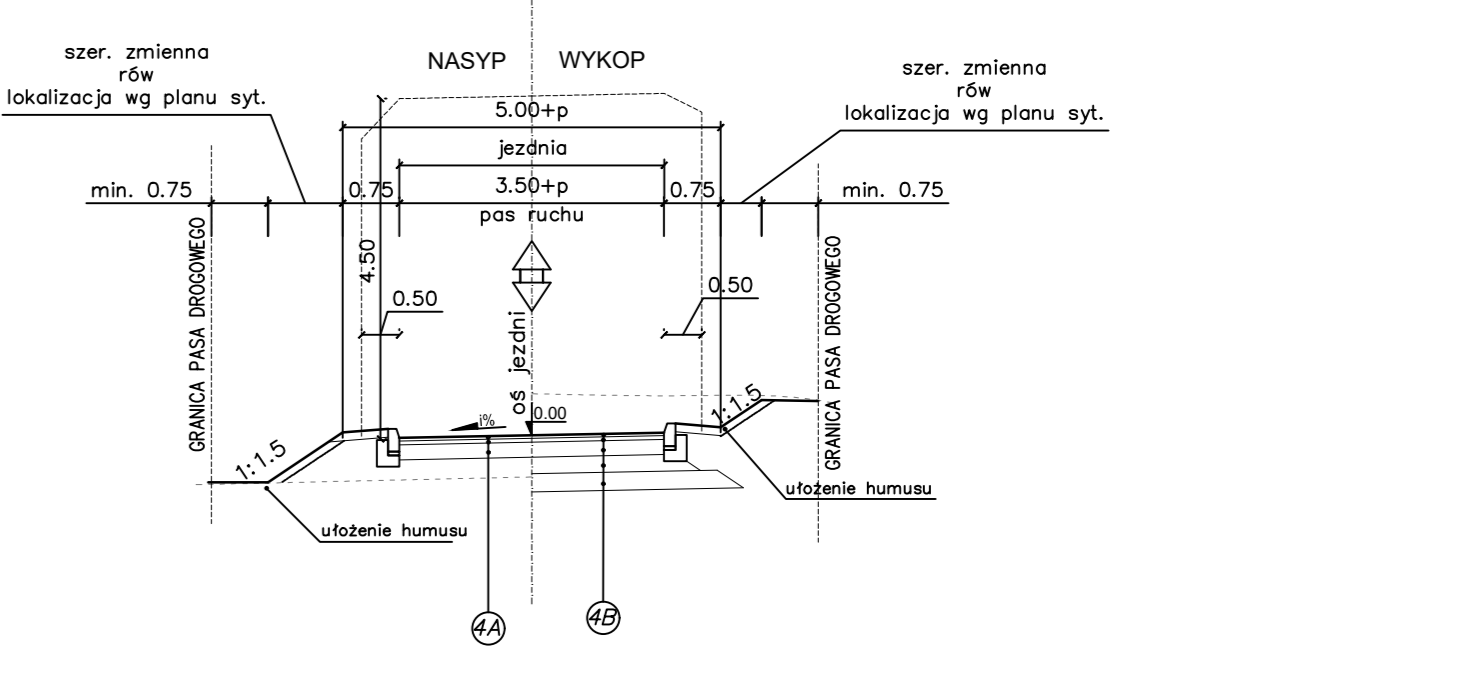 szer. zmienna
rów
lokalizacja wg planu syt.
NASYP
WYKOP
szer. zmienna
rów
lokalizacja wg planu syt.
5.00+p
jezdnia
min. 0.75
0.75
3.50+p
0.75
min. 0.75
pas ruchu
4.50
GRANICA PASA DROGOWEGO
GRANICA PASA DROGOWEGO
0.50
0.50
oś jezdni
i%
0.00
1:1.5
1:1.5
ułożenie humusu
ułożenie humusu
4A
4B